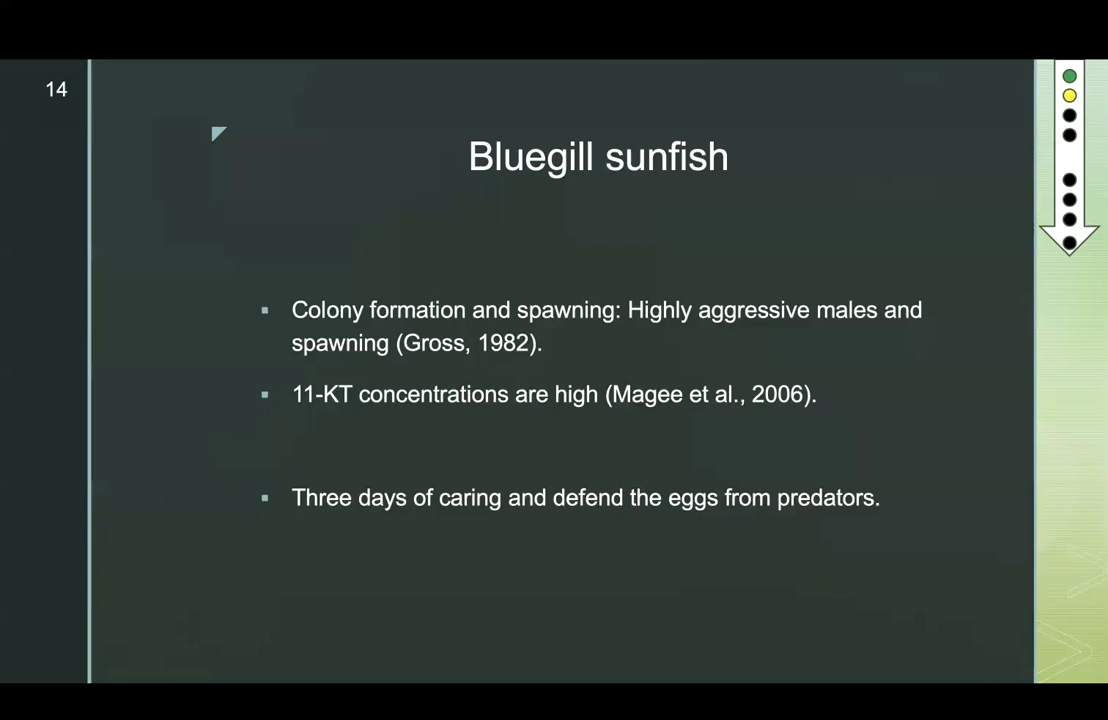 14
Bluegill sunfish
Colony formation and spawning: Highly aggressive males and
spawning (Gross, 1982).
11-KT concentrations are high (Magee et al., 2006).
Three days of caring and defend the eggs from predators.